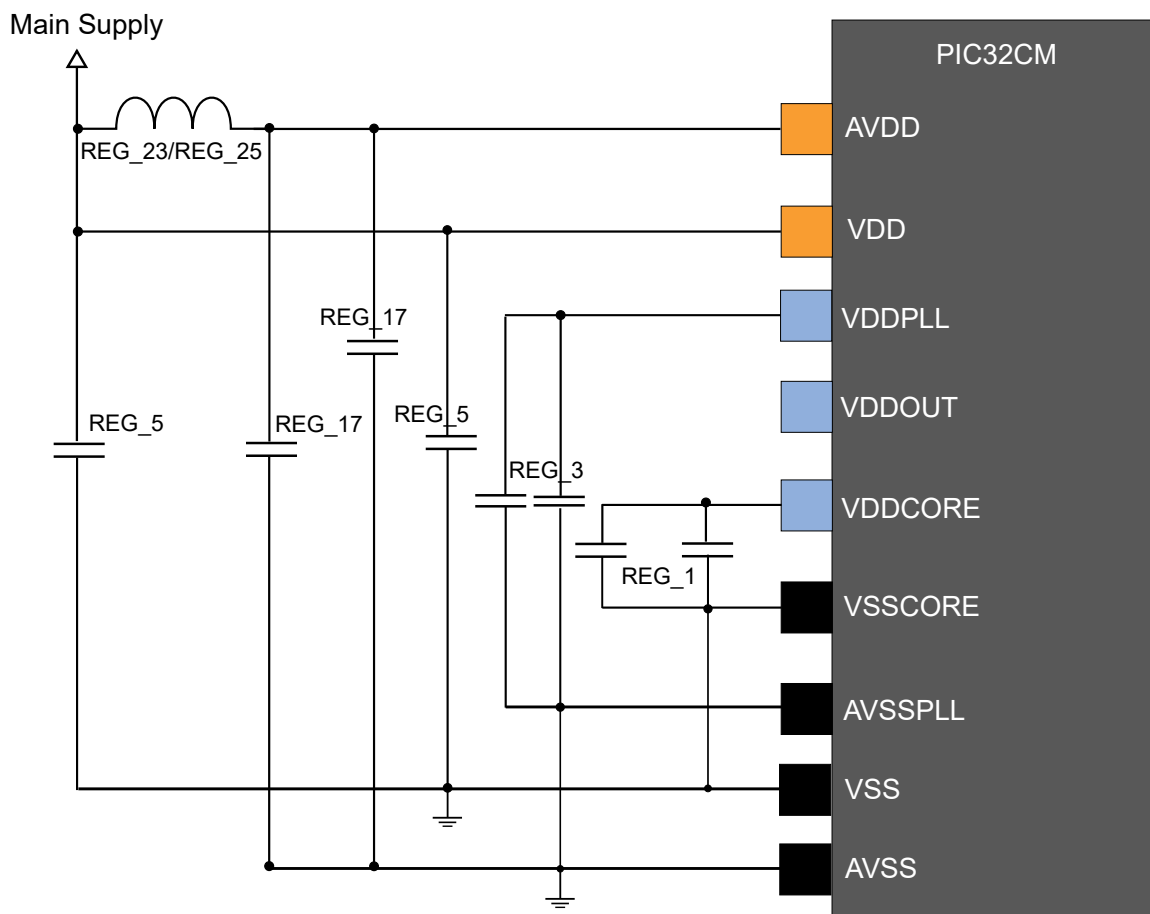 Main Supply
PIC32CM
AVDD
REG_23/REG_25
VDD
REG_17
VDDPLL
REG_5
REG_17
REG_5
VDDOUT
REG_3
VDDCORE
REG_1
VSSCORE
AVSSPLL
VSS
AVSS